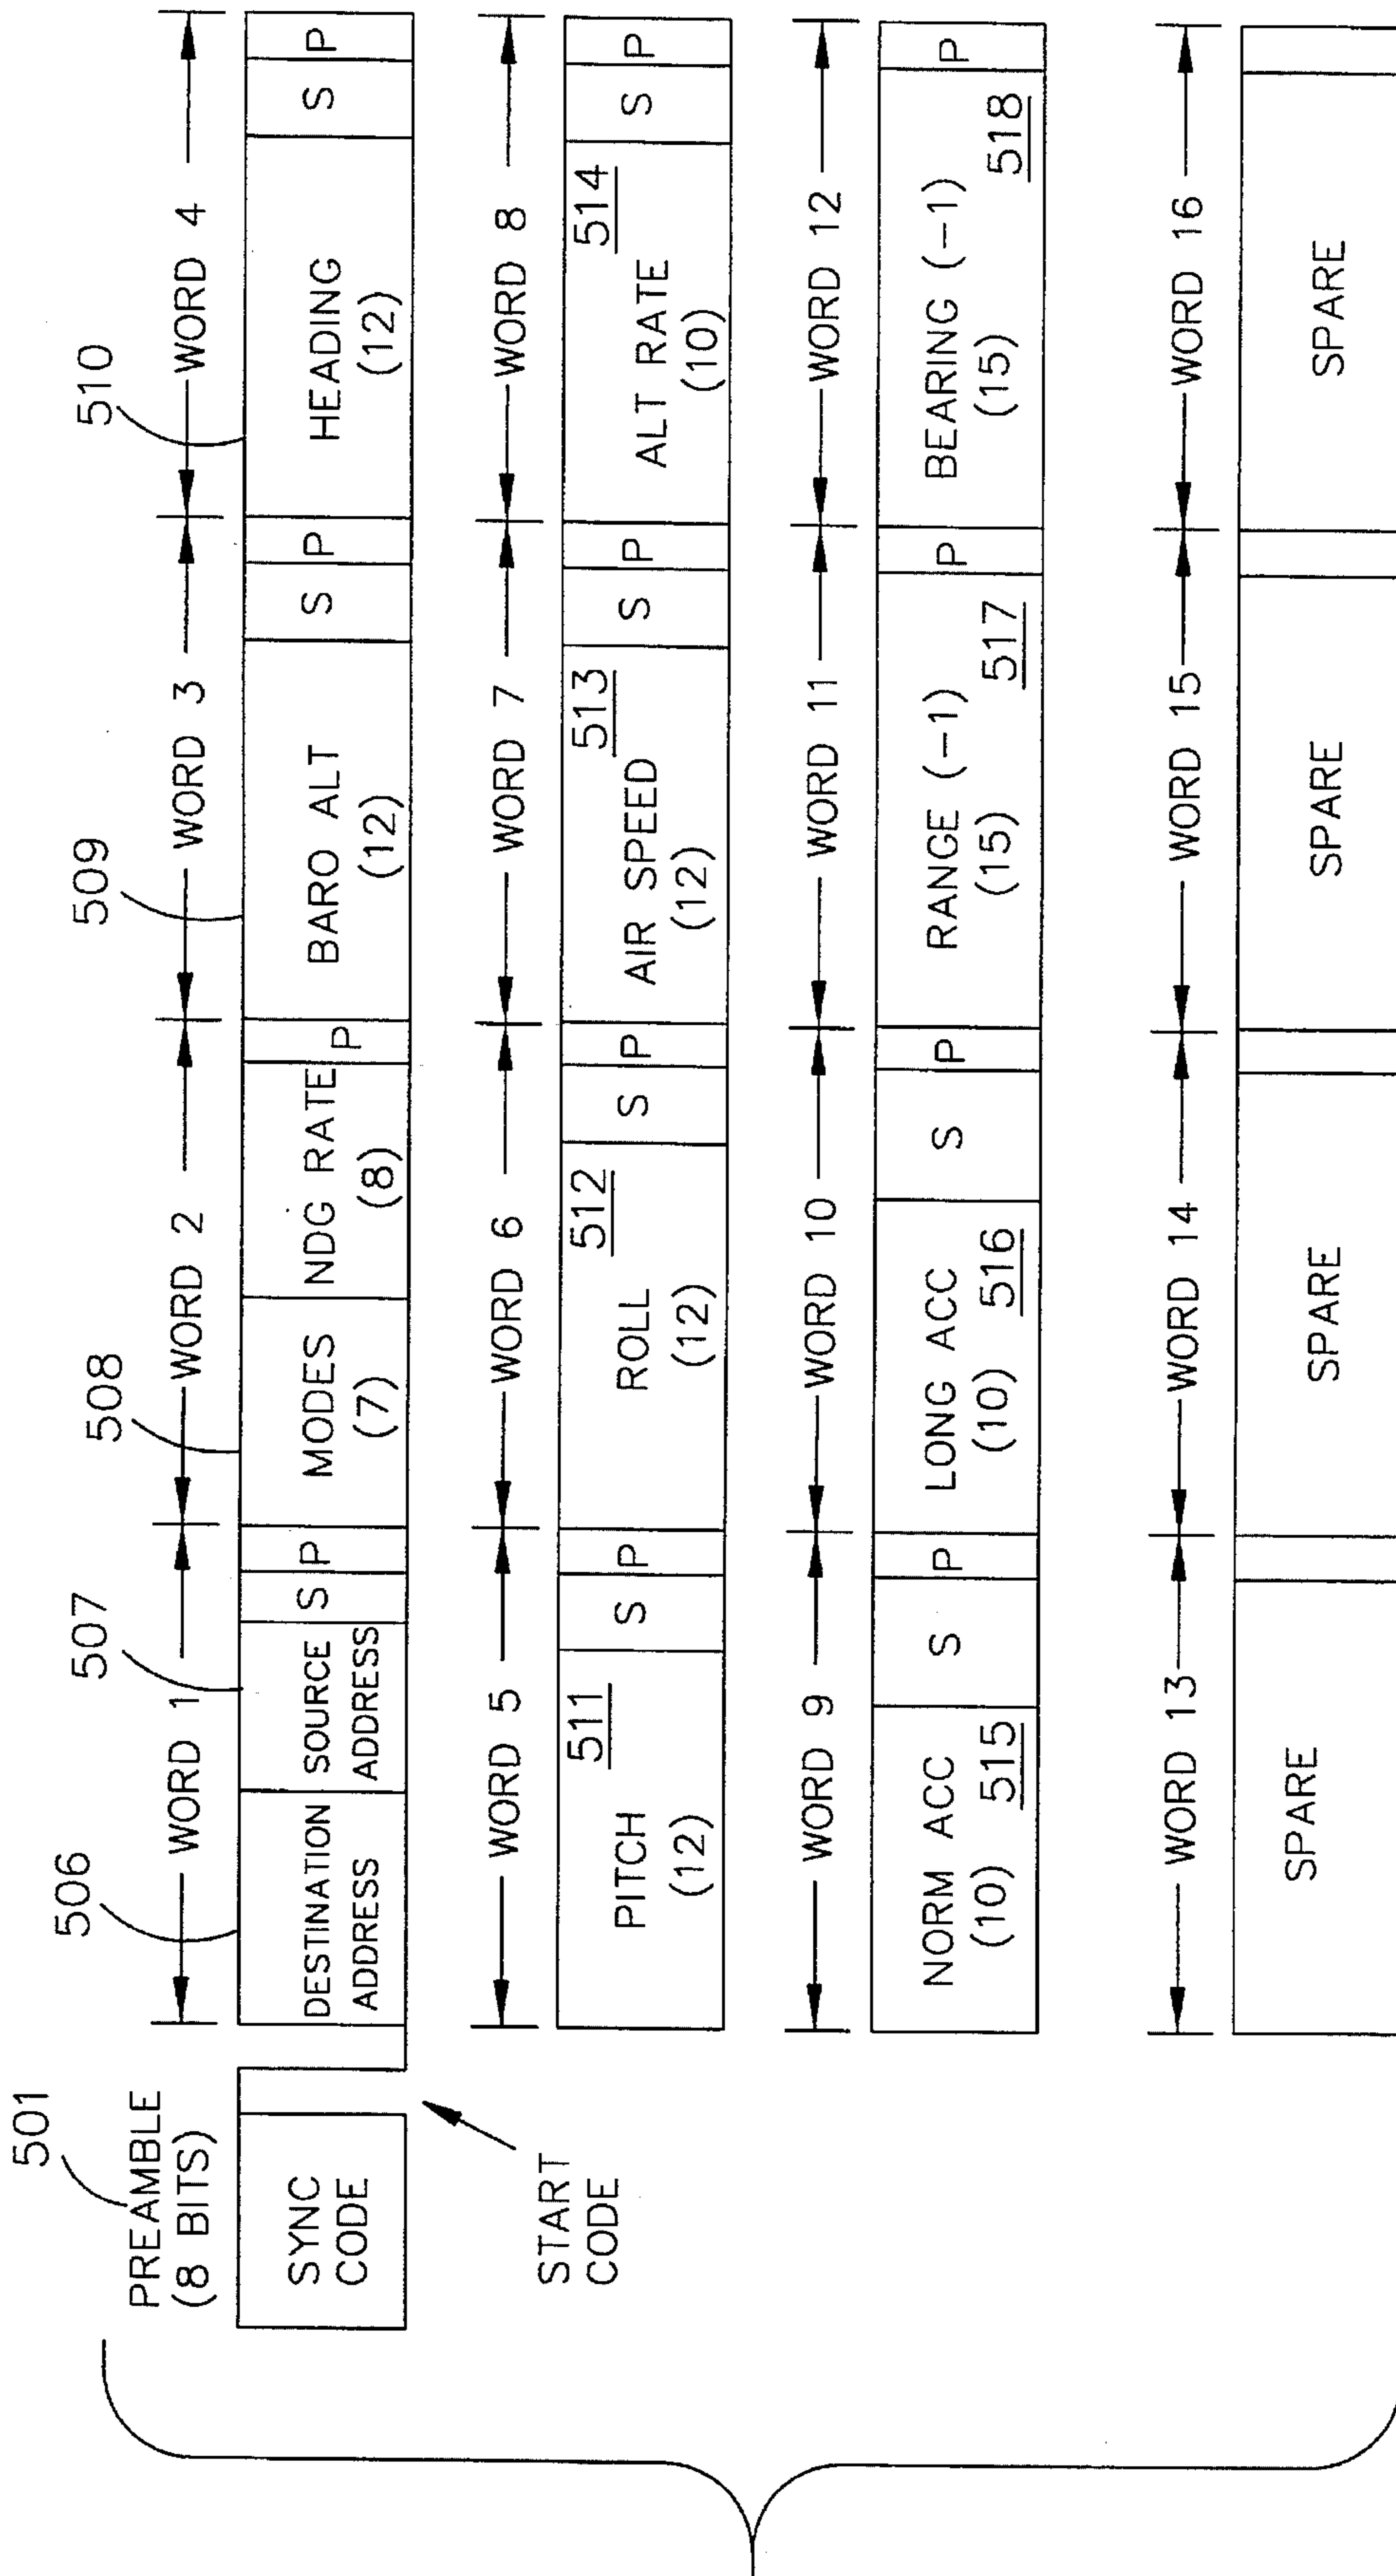 501
PREAMBLE
(8 BITS)
SYNC
CODE
START
CODE
506
507
508
509
510
WORD 1
WORD 2
WORD 3
WORD 4
DESTINATION
ADDRESS
SOURCE
ADDRESS
S
P
MODES
(7)
NDG RATE
(8)
P
BARO ALT
(12)
S
P
HEADING
(12)
S
P
WORD 5
WORD 6
WORD 7
WORD 8
511
PITCH
(12)
S
P
512
ROLL
(12)
S
P
513
AIR SPEED
(12)
S
P
514
ALT RATE
(10)
S
P
WORD 9
WORD 10
WORD 11
WORD 12
NORM ACC
(10) 515
S
P
LONG ACC
(10) 516
S
P
RANGE (-1)
(15) 517
P
BEARING (-1)
(15) 518
P
WORD 13
WORD 14
WORD 15
WORD 16
SPARE
SPARE
SPARE
SPARE